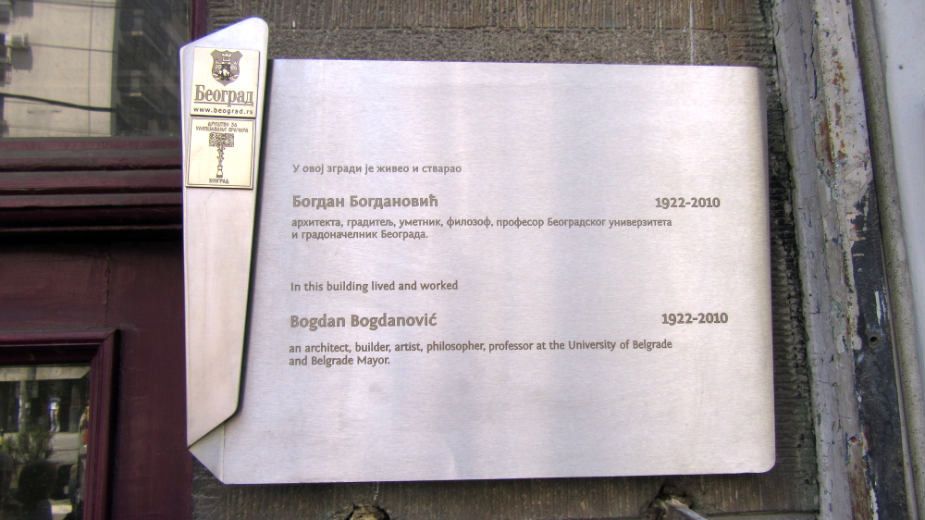 Београд
www.beograd.rs
БЕОГРАД
У овој згради је живео и стварао
Богдан Богдановић 1922-2010
архитекта, градитељ, уметник, филозоф, професор Београдског универзитета
и градоначелник Београда.
In this building lived and worked
Bogdan Bogdanović 1922-2010
an architect, builder, artist, philosopher, professor at the University of Belgrade
and Belgrade Mayor.